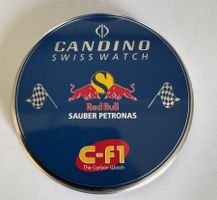 CANDINO
SWISS WATCH
S
Red Bull
SAUBER PETRONAS
C-F1
The Carbon Watch